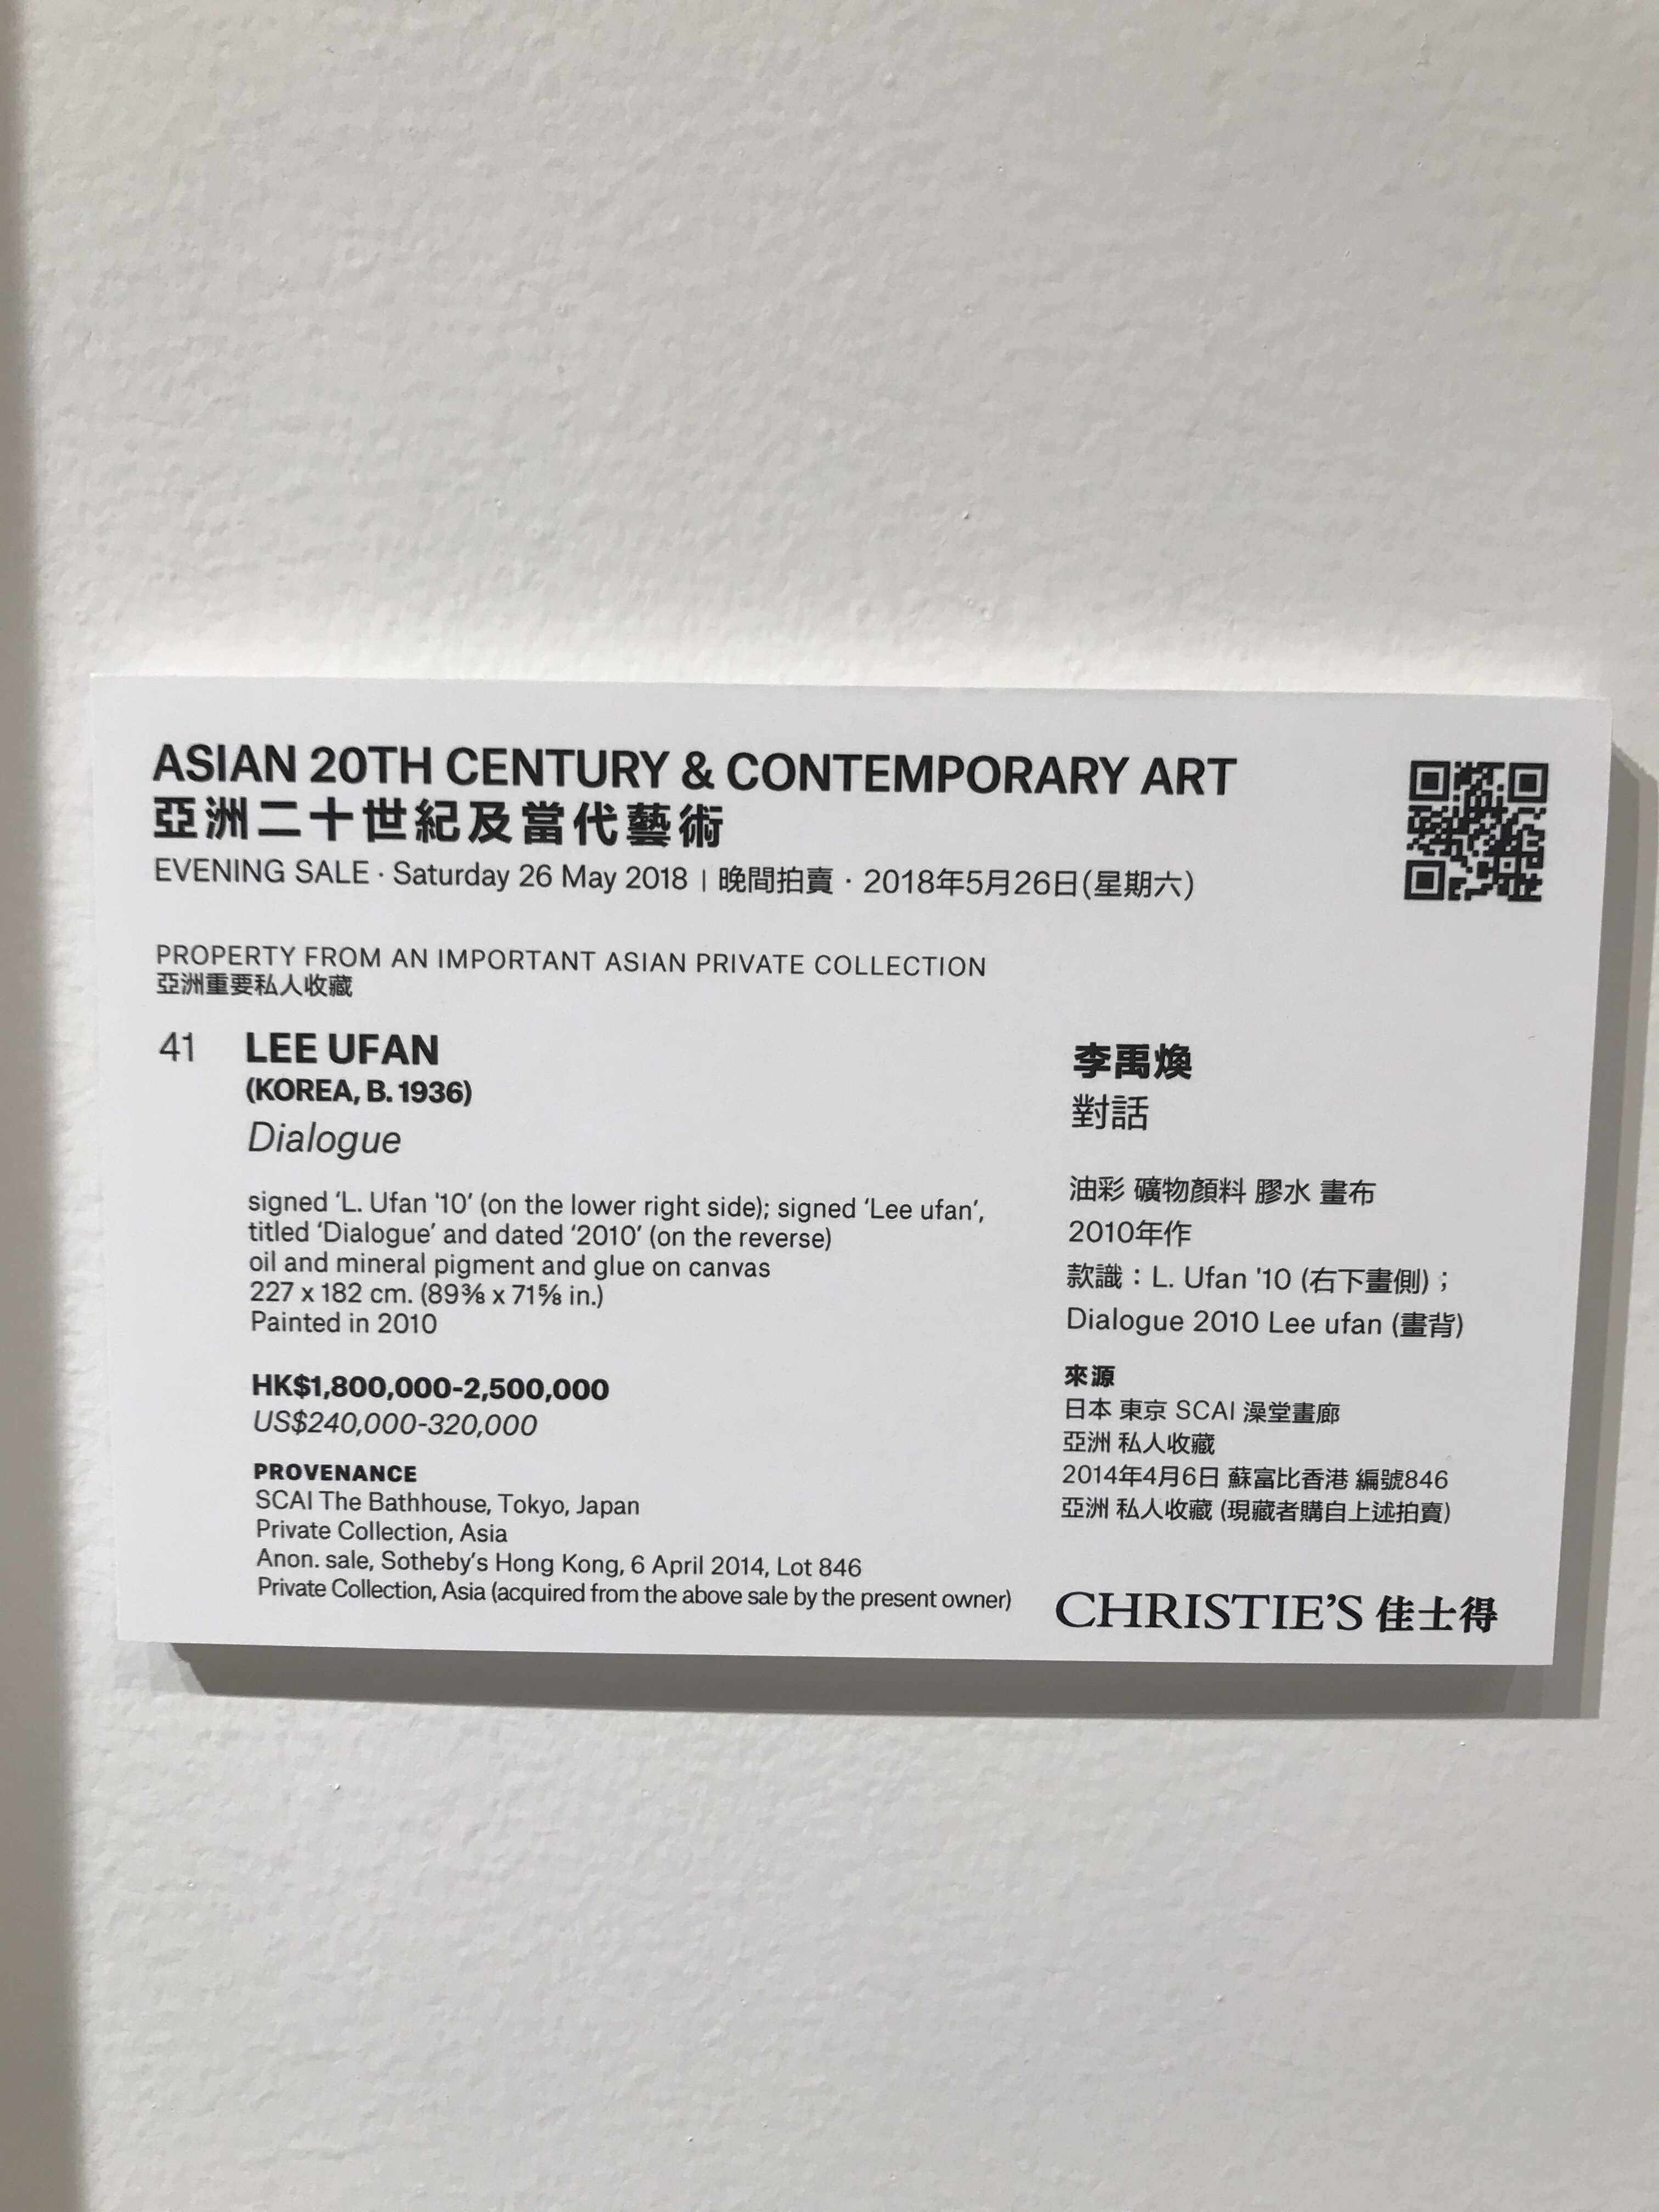 ASIAN 20TH CENTURY & CONTEMPORARY ART
亞洲二十世紀及當代藝術
EVENING SALE · Saturday 26 May 2018 | 晚間拍賣 · 2018年5月26日(星期六)
PROPERTY FROM AN IMPORTANT ASIAN PRIVATE COLLECTION
亞洲重要私人收藏
41 LEE UFAN
(KOREA, B. 1936)
Dialogue
signed ‘L. Ufan '10’ (on the lower right side); signed ‘Lee ufan’,
titled ‘Dialogue’ and dated ‘2010’ (on the reverse)
oil and mineral pigment and glue on canvas
227 x 182 cm. (89⅜ x 71⅝ in.)
Painted in 2010
HK$1,800,000-2,500,000
US$240,000-320,000
PROVENANCE
SCAI The Bathhouse, Tokyo, Japan
Private Collection, Asia
Anon. sale, Sotheby’s Hong Kong, 6 April 2014, Lot 846
Private Collection, Asia (acquired from the above sale by the present owner)
李禹煥
對話
油彩 礦物顏料 膠水 畫布
2010年作
款識：L. Ufan '10 (右下畫側)；
Dialogue 2010 Lee ufan (畫背)
來源
日本 東京 SCAI 澡堂畫廊
亞洲 私人收藏
2014年4月6日 蘇富比香港 編號846
亞洲 私人收藏 (現藏者購自上述拍賣)
CHRISTIE’S 佳士得